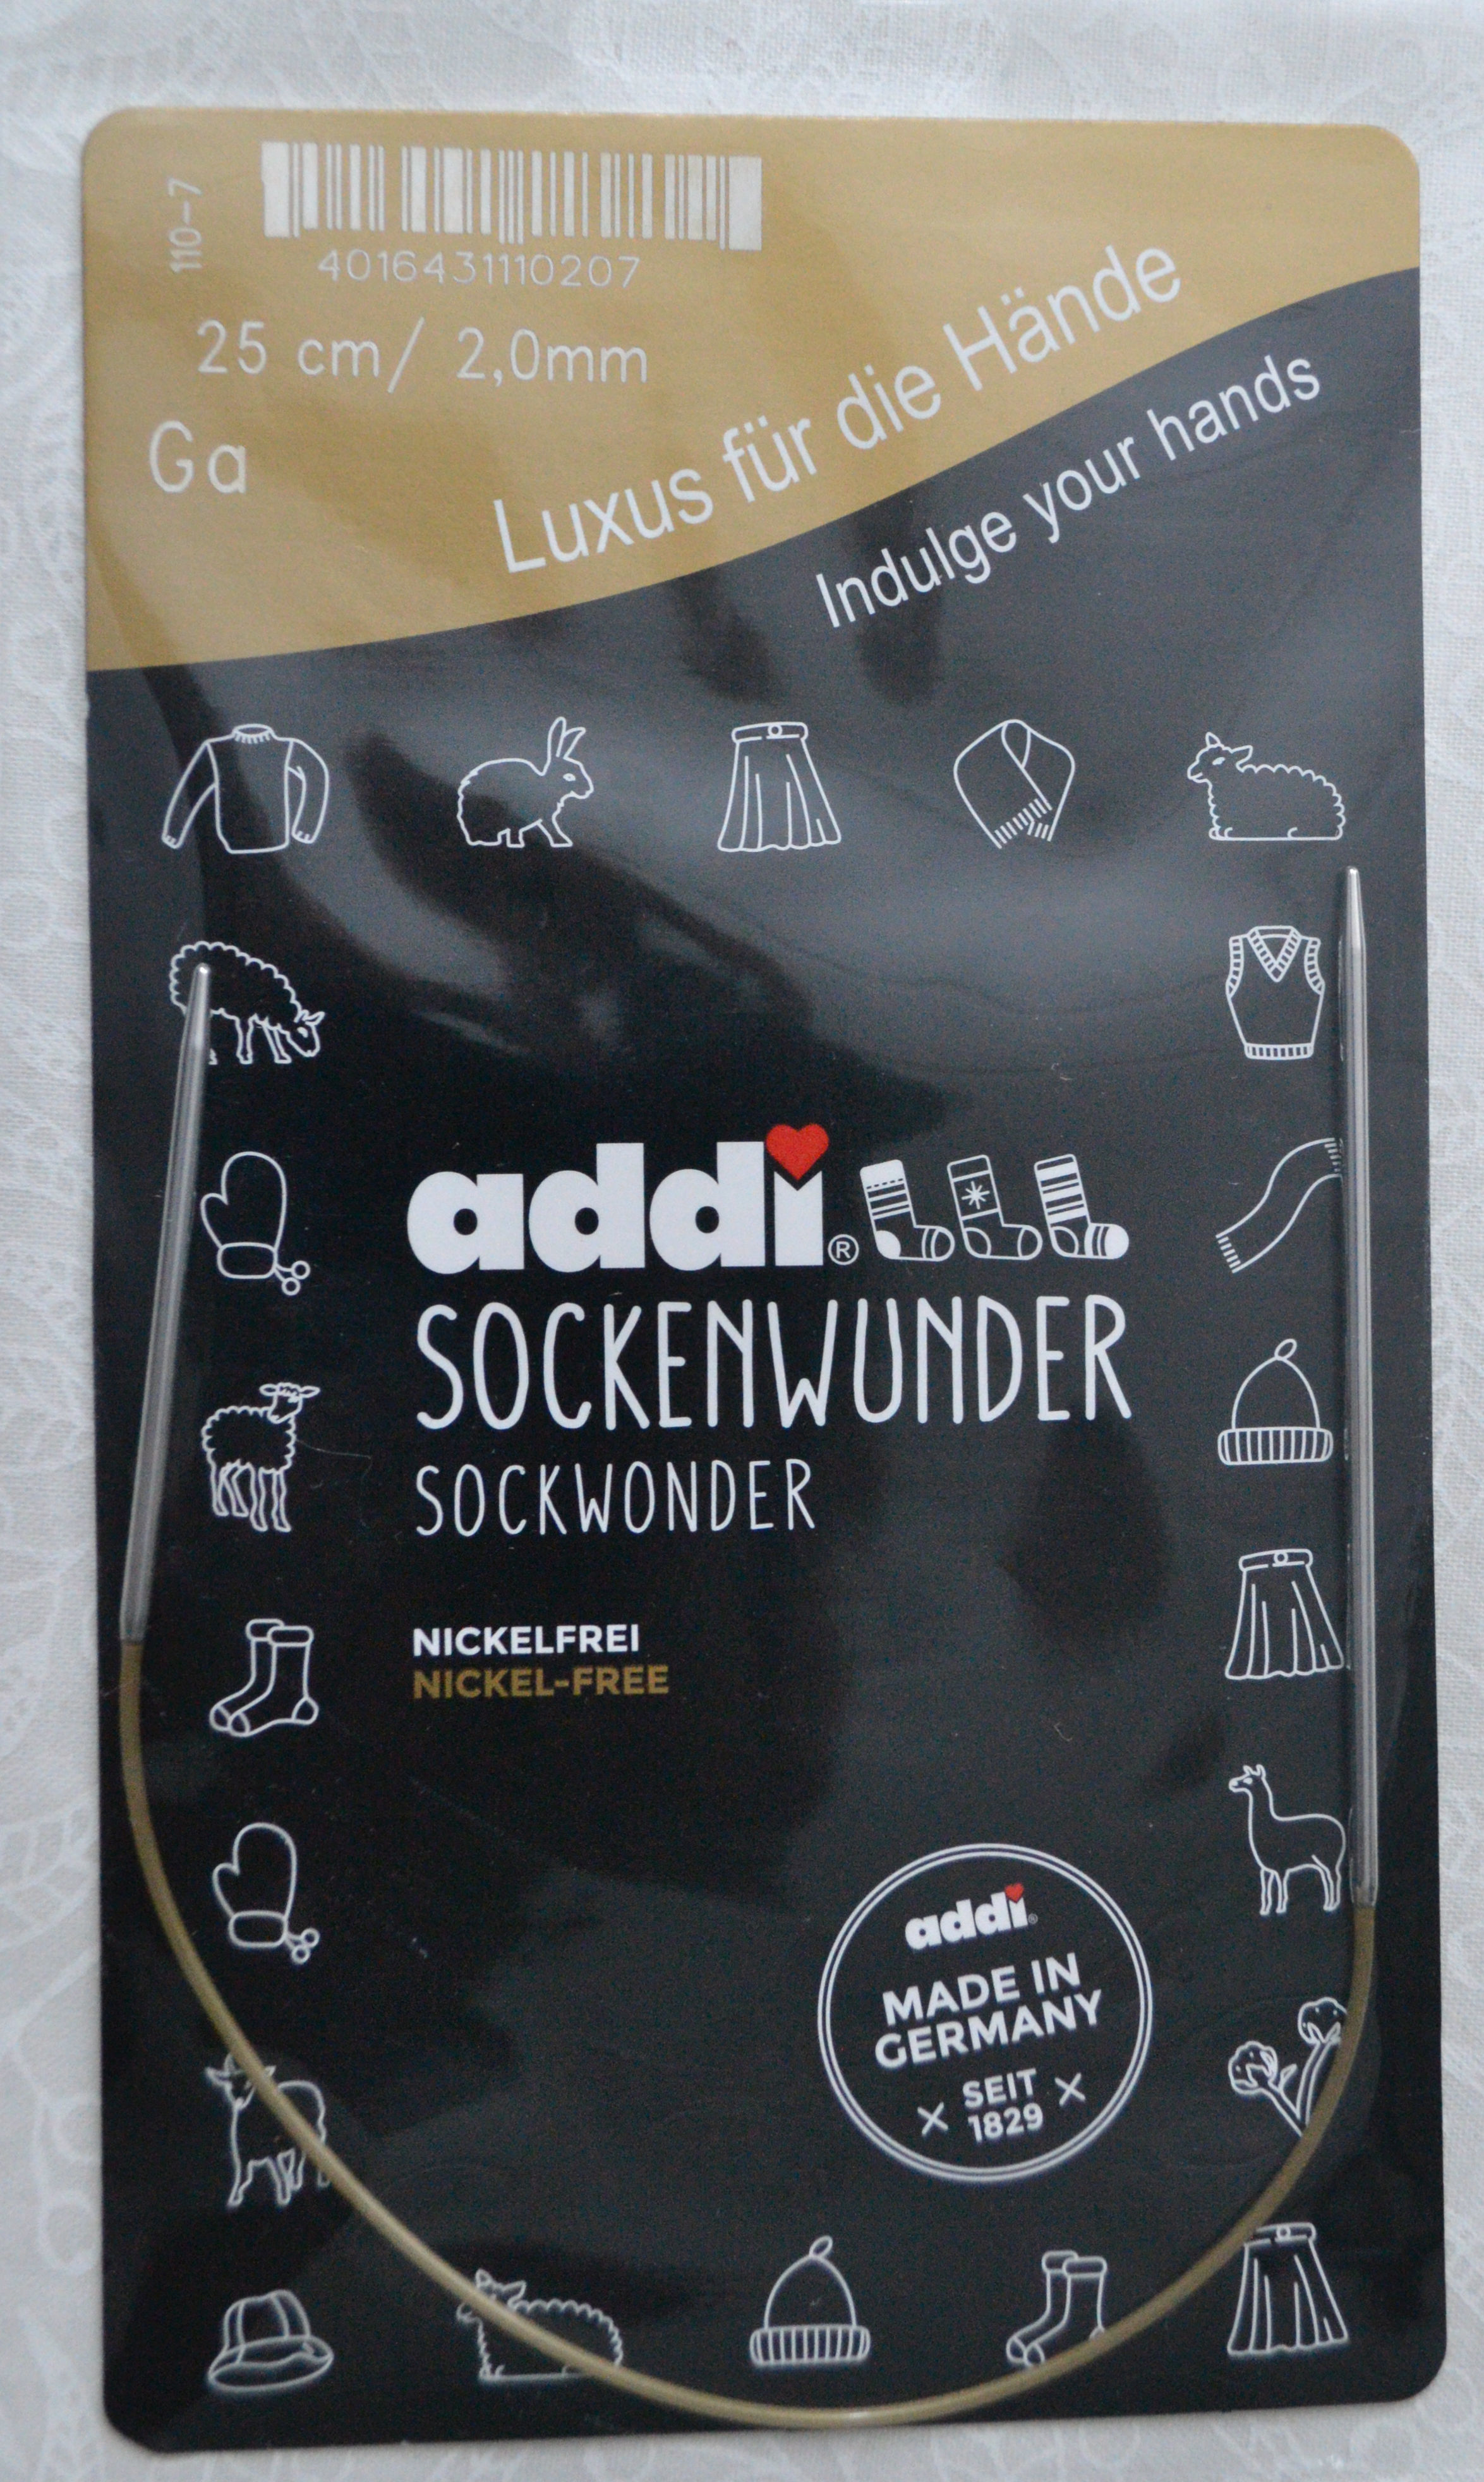 110-7
4016431110207
25 cm/ 2,0mm
Ga
Luxus für die Hände
Indulge your hands
addi®
SOCKENWUNDER
SOCKWONDER
NICKELFREI
NICKEL-FREE
addi®
MADE IN
GERMANY
SEIT
1829